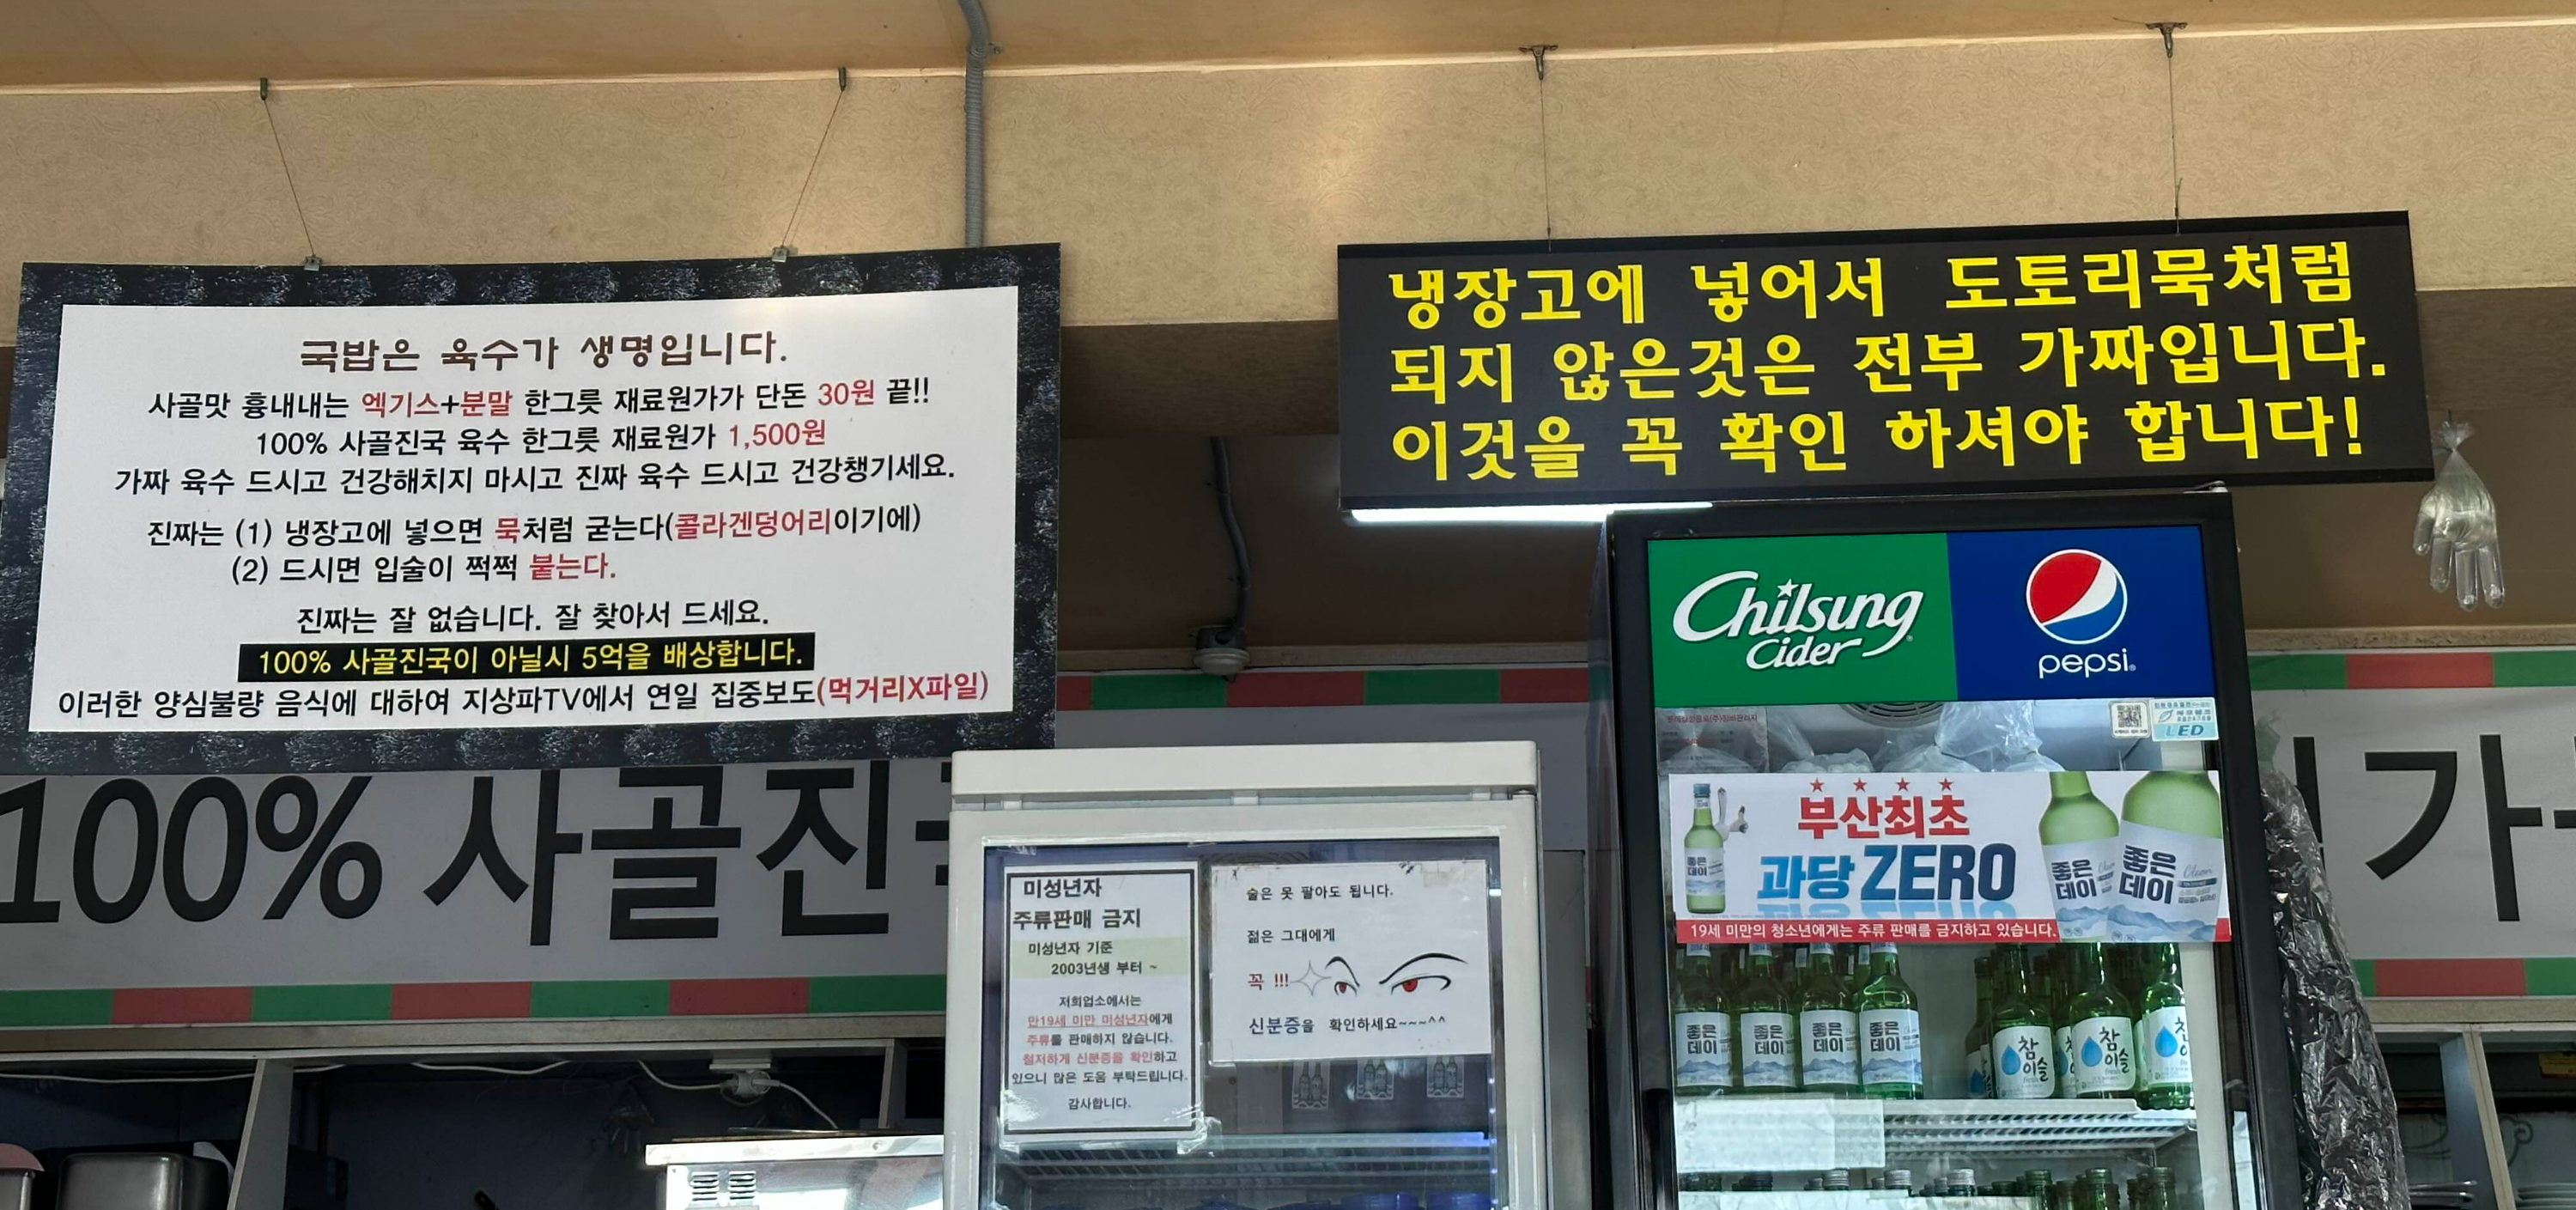 국밥은 육수가 생명입니다.
사골맛 흉내내는 엑기스+분말 한그릇 재료원가가 단돈 30원 끝!!
100% 사골진국 육수 한그릇 재료원가 1,500원
가짜 육수 드시고 건강해치지 마시고 진짜 육수 드시고 건강챙기세요.
진짜는 (1) 냉장고에 넣으면 묵처럼 굳는다(콜라겐덩어리이기에)
(2) 드시면 입술이 쩍쩍 붙는다.
진짜는 잘 없습니다. 잘 찾아서 드세요.
100% 사골진국이 아닐시 5억을 배상합니다.
이러한 양심불량 음식에 대하여 지상파TV에서 연일 집중보도(먹거리X파일)
냉장고에 넣어서 도토리묵처럼
되지 않은것은 전부 가짜입니다.
이것을 꼭 확인 하셔야 합니다!
100% 사골진
가
Chilsung
Cider
pepsi
LED
부산최초
과당 ZERO
좋은
데이
좋은
데이
좋은
데이
19세 미만의 청소년에게는 주류 판매를 금지하고 있습니다.
미성년자
주류판매 금지
미성년자 기준
2003년생 부터 ~
저희업소에서는
만19세 미만 미성년자에게
주류를 판매하지 않습니다.
철저하게 신분증을 확인하고
있으니 많은 도움 부탁드립니다.
감사합니다.
술은 못 팔아도 됩니다.
젊은 그대에게
꼭 !!!
신분증을 확인하세요~~~^^
좋은
데이
좋은
데이
좋은
데이
좋은
데이
참
이슬
참
이슬
참